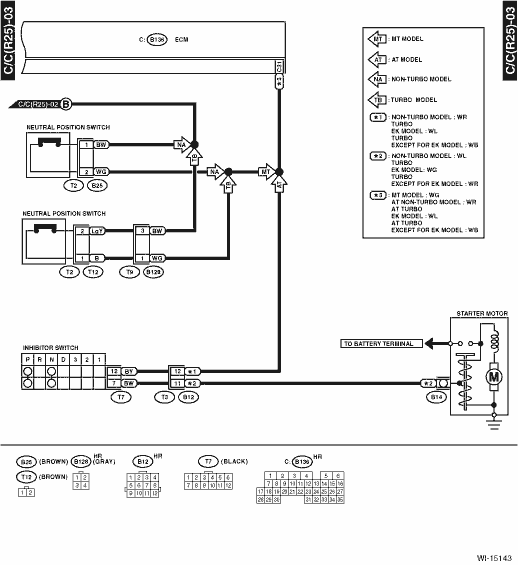 C/C(R25)-03
C/C(R25)-03
C: B136 ECM
C31
*3
C/C(R25)-02 B
NEUTRAL POSITION SWITCH
1 BW
2 WG
T2 B25
NA
TB
NA
TB
MT
AT
NEUTRAL POSITION SWITCH
2 LgY
1 B
3 BW
1 WG
T2 T12 T9 B128
INHIBITOR SWITCH
P R N D 3 2 1
12 BY
7 BW
12 *1
11 *2
T7 T3 B12
MT : MT MODEL
AT : AT MODEL
NA : NON-TURBO MODEL
TB : TURBO MODEL
*1 : NON-TURBO MODEL : WR
TURBO
EK MODEL : WL
TURBO
EXCEPT FOR EK MODEL : WB
*2 : NON-TURBO MODEL : WL
TURBO
EK MODEL: WG
TURBO
EXCEPT FOR EK MODEL : WR
*3 : MT MODEL : WG
AT NON-TURBO MODEL : WR
AT TURBO
EK MODEL : WL
AT TURBO
EXCEPT FOR EK MODEL : WB
STARTER MOTOR
TO BATTERY TERMINAL
M
*2
B14
B25 (BROWN)
T12 (BROWN)
1 2
B128 HR (GRAY)
1 2
3 4
B12 HR
1 2 3 4
5 6 7 8
9 10 11 12
T7 (BLACK)
1 2 3 4 5 6
7 8 9 10 11 12
C: B136 HR
1 2 3 4 5 6
7 8 9 10 11 12 13 14 15 16
17 18 19 20 21 22 23 24 25 26 27
28 29 30 31 32 33 34 35
WI-15143